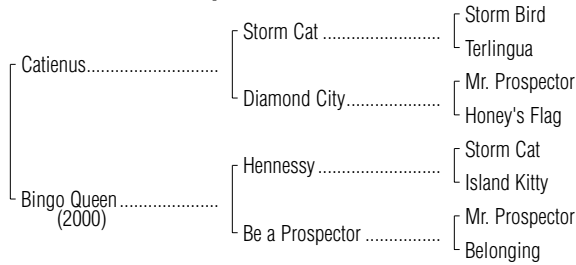 Storm Bird
Storm Cat ........................
Terlingua
Catienus...........................
Mr. Prospector
Diamond City...................
Honey's Flag
Storm Cat
Hennessy .........................
Island Kitty
Bingo Queen....................
(2000)
Mr. Prospector
Be a Prospector ...............
Belonging